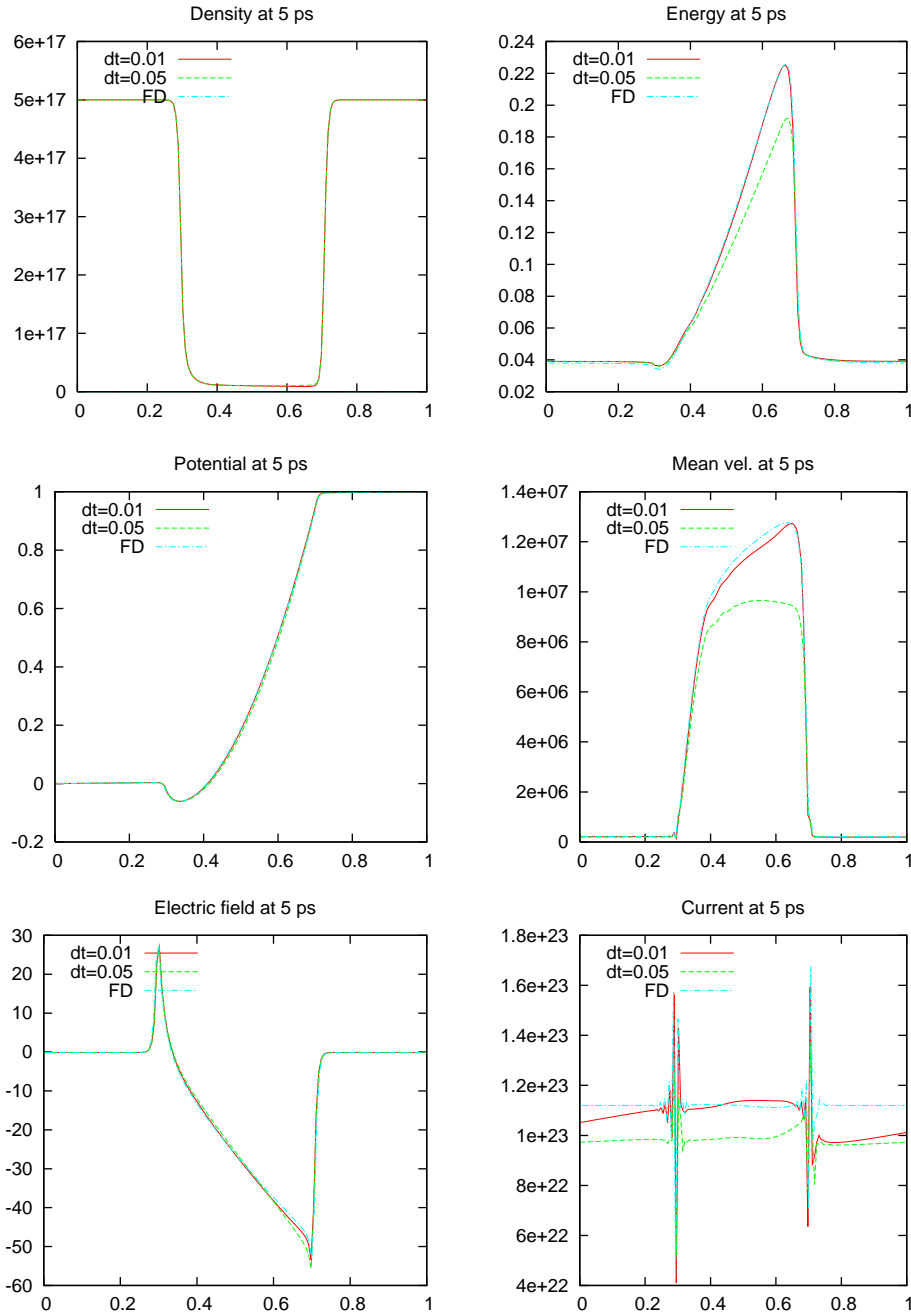 Density at 5 ps
6e+17
5e+17
4e+17
3e+17
2e+17
1e+17
0
0 0.2 0.4 0.6 0.8 1
dt=0.01
dt=0.05
FD
Energy at 5 ps
0.24
0.22
0.2
0.18
0.16
0.14
0.12
0.1
0.08
0.06
0.04
0.02
0 0.2 0.4 0.6 0.8 1
dt=0.01
dt=0.05
FD
Potential at 5 ps
1
0.8
0.6
0.4
0.2
0
-0.2
0 0.2 0.4 0.6 0.8 1
dt=0.01
dt=0.05
FD
Mean vel. at 5 ps
1.4e+07
1.2e+07
1e+07
8e+06
6e+06
4e+06
2e+06
0
0 0.2 0.4 0.6 0.8 1
dt=0.01
dt=0.05
FD
Electric field at 5 ps
30
20
10
0
-10
-20
-30
-40
-50
-60
0 0.2 0.4 0.6 0.8 1
dt=0.01
dt=0.05
FD
Current at 5 ps
1.8e+23
1.6e+23
1.4e+23
1.2e+23
1e+23
8e+22
6e+22
4e+22
0 0.2 0.4 0.6 0.8 1
dt=0.01
dt=0.05
FD